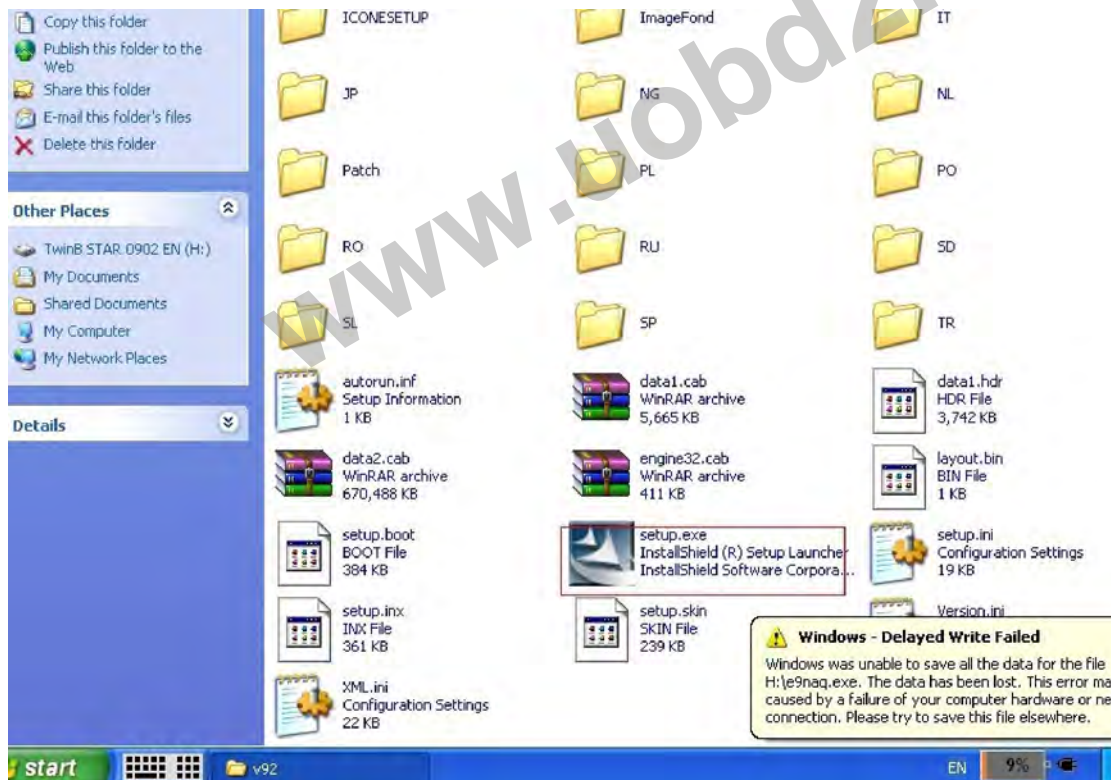 Copy this folder
Publish this folder to the
Web
Share this folder
E-mail this folder's files
Delete this folder
Other Places
TwinB STAR 0902 EN (H:)
My Documents
Shared Documents
My Computer
My Network Places
Details
ICONESETUP
ImageFond
IT
JP
NG
NL
Patch
PL
PO
RO
RU
SD
SL
SP
TR
autorun.inf
Setup Information
1 KB
data1.cab
WinRAR archive
5,665 KB
data1.hdr
HDR File
3,742 KB
data2.cab
WinRAR archive
670,488 KB
engine32.cab
WinRAR archive
411 KB
layout.bin
BIN File
1 KB
setup.boot
BOOT File
384 KB
setup.exe
InstallShield (R) Setup Launcher
InstallShield Software Corpora...
setup.ini
Configuration Settings
19 KB
setup.inx
INX File
361 KB
setup.skin
SKIN File
239 KB
Version.ini
XML.ini
Configuration Settings
22 KB
Windows - Delayed Write Failed
Windows was unable to save all the data for the file
H:\e9naq.exe. The data has been lost. This error ma
caused by a failure of your computer hardware or ne
connection. Please try to save this file elsewhere.
start
v92
EN
9%